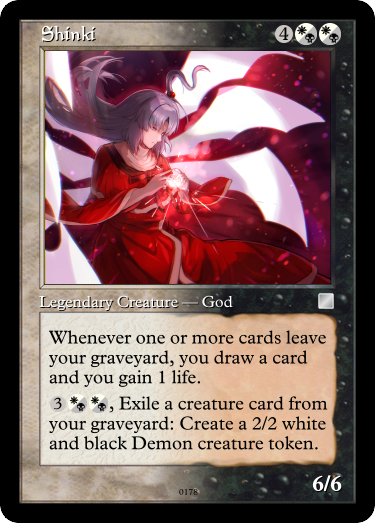 Shinki 4
Legendary Creature — God
Whenever one or more cards leave
your graveyard, you draw a card
and you gain 1 life.
3 , Exile a creature card from
your graveyard: Create a 2/2 white
and black Demon creature token.
6/6
0178